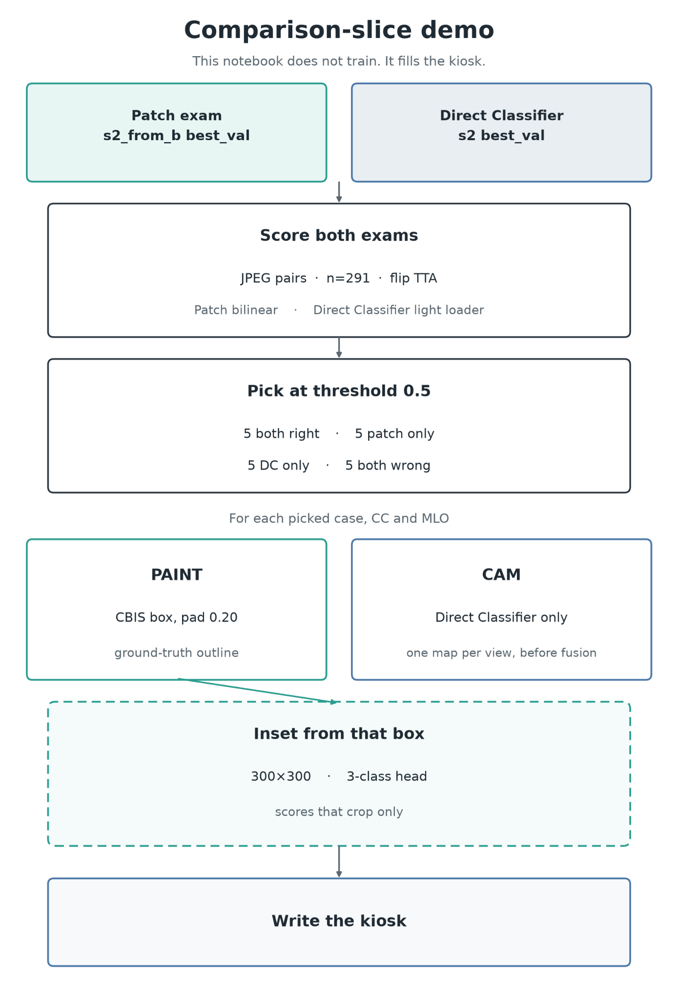 Comparison-slice demo
This notebook does not train. It fills the kiosk.
Patch exam
s2_from_b best_val
Direct Classifier
s2 best_val
Score both exams
JPEG pairs · n=291 · flip TTA
Patch bilinear · Direct Classifier light loader
Pick at threshold 0.5
5 both right · 5 patch only
5 DC only · 5 both wrong
For each picked case, CC and MLO
PAINT
CBIS box, pad 0.20
ground-truth outline
CAM
Direct Classifier only
one map per view, before fusion
Inset from that box
300×300 · 3-class head
scores that crop only
Write the kiosk